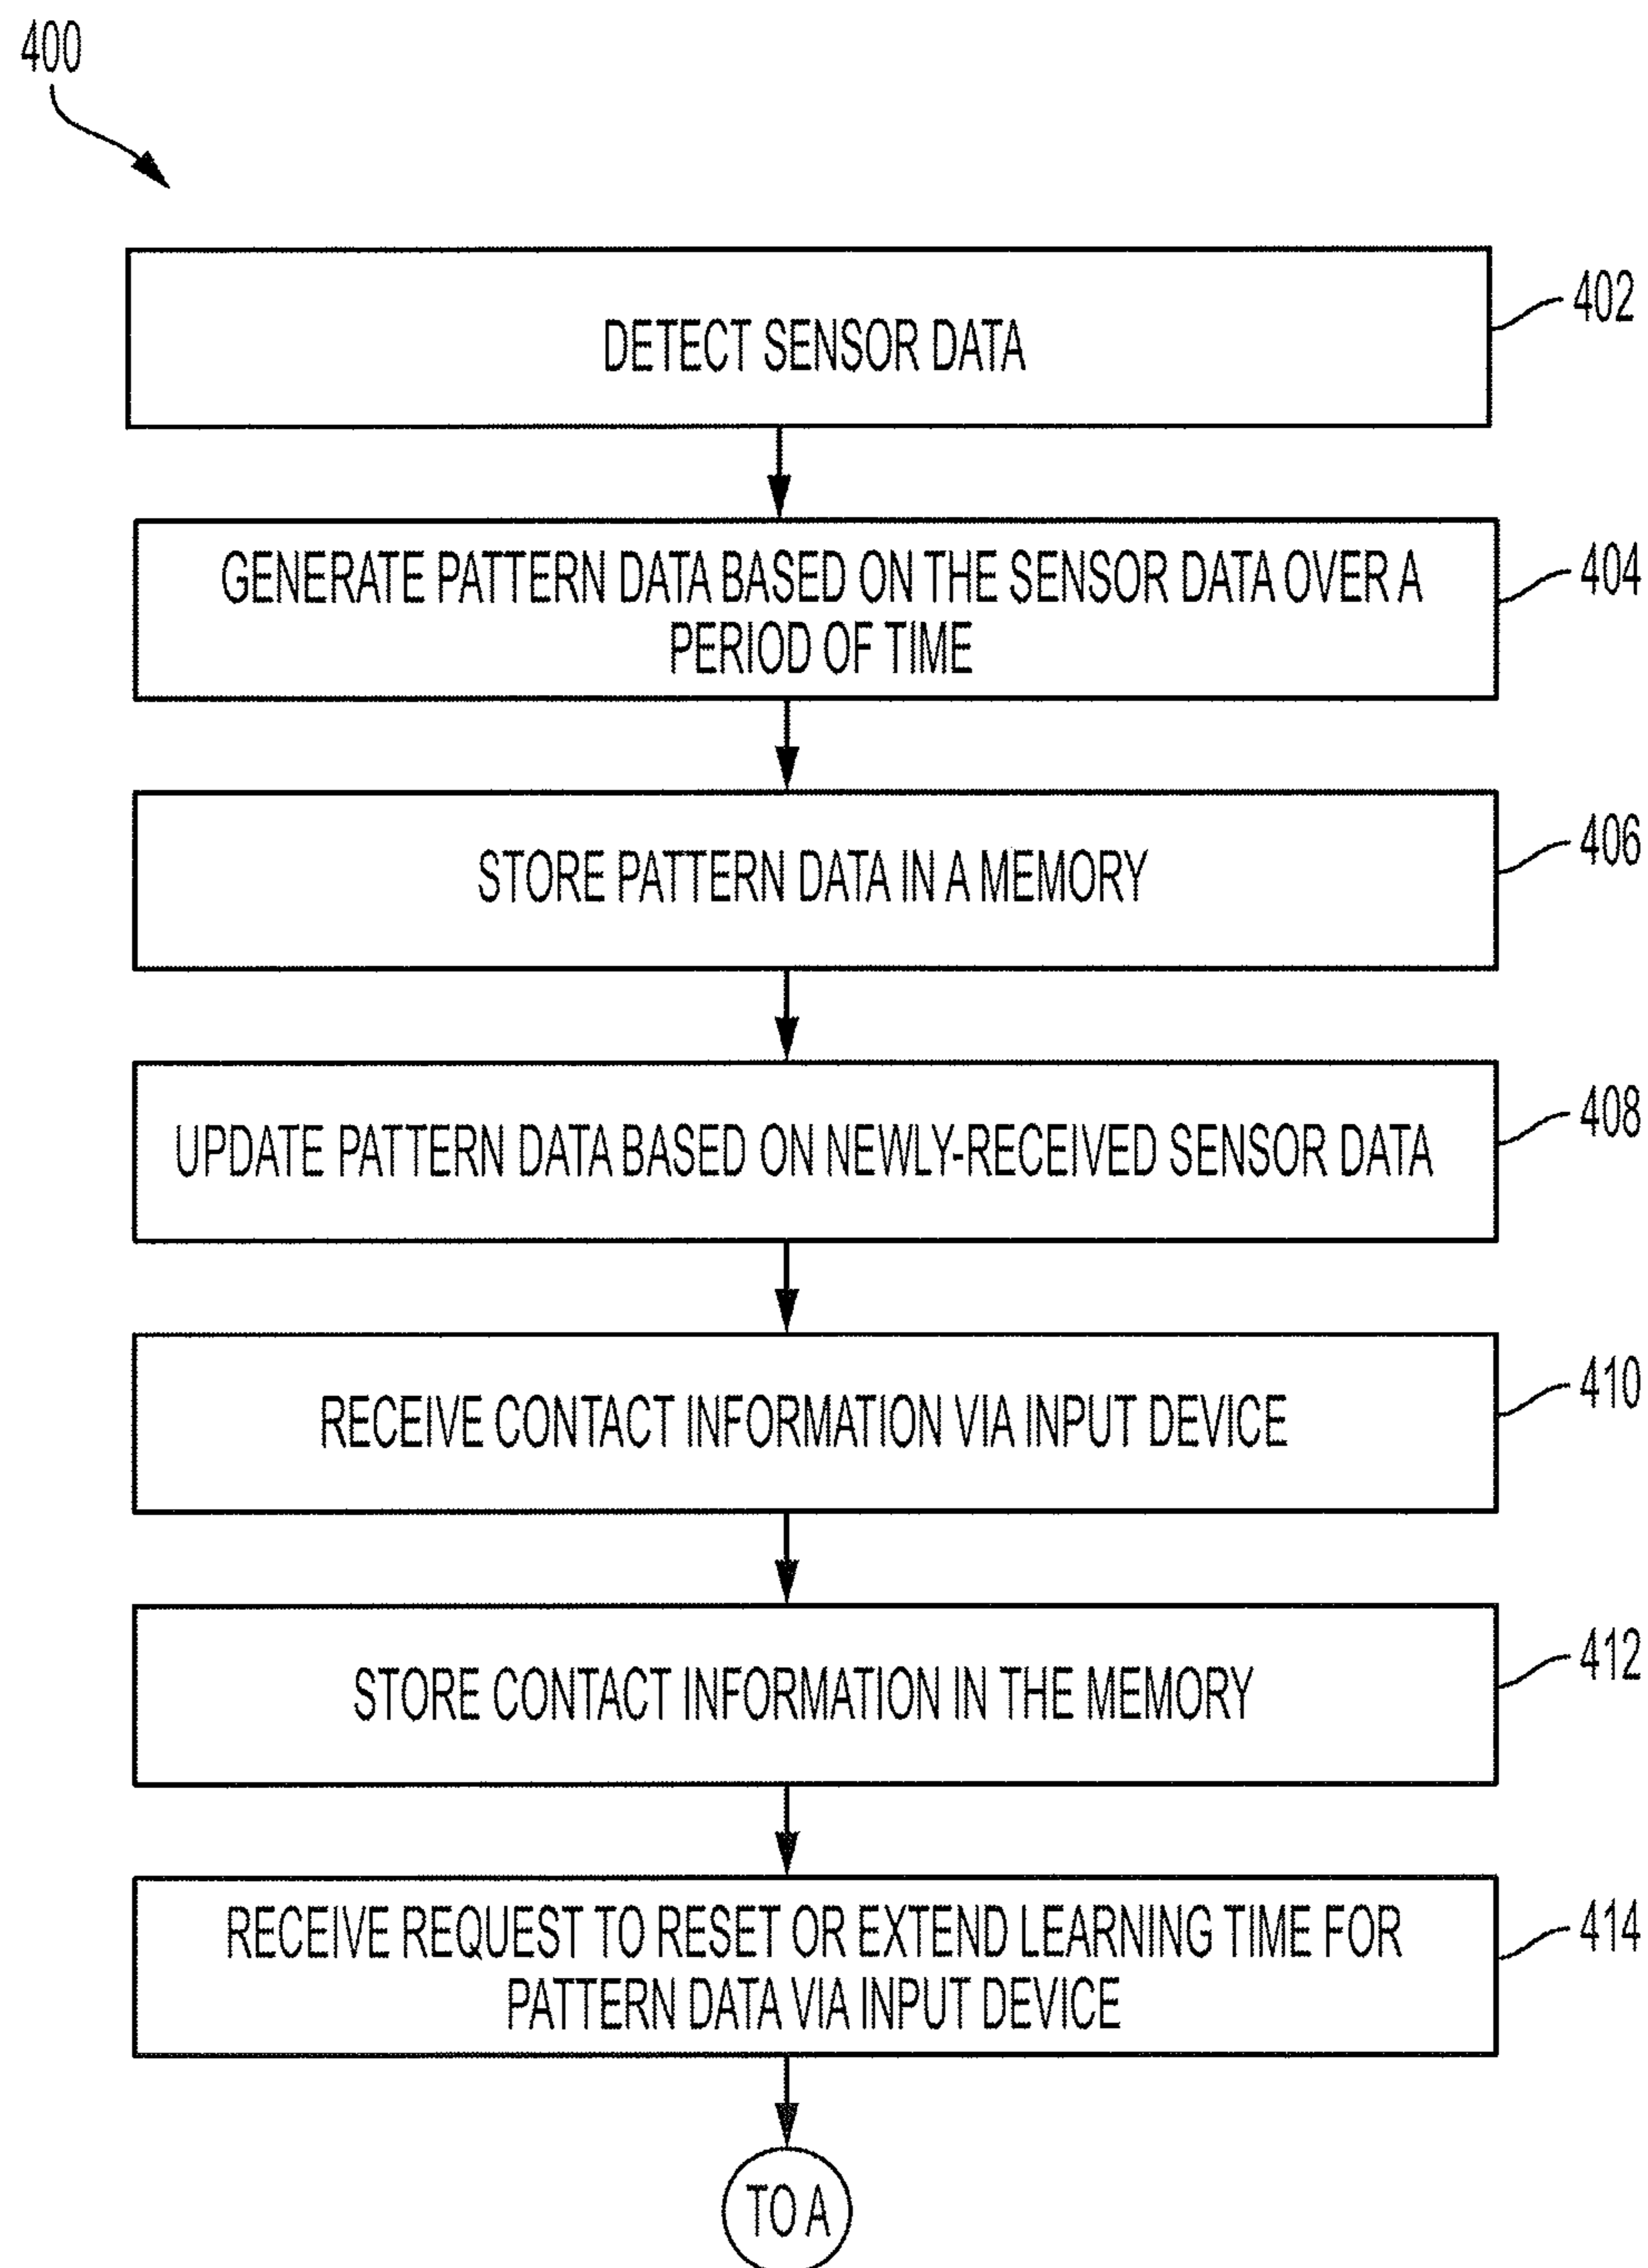 400
DETECT SENSOR DATA
402
GENERATE PATTERN DATA BASED ON THE SENSOR DATA OVER A
PERIOD OF TIME
404
STORE PATTERN DATA IN A MEMORY
406
UPDATE PATTERN DATA BASED ON NEWLY-RECEIVED SENSOR DATA
408
RECEIVE CONTACT INFORMATION VIA INPUT DEVICE
410
STORE CONTACT INFORMATION IN THE MEMORY
412
RECEIVE REQUEST TO RESET OR EXTEND LEARNING TIME FOR
PATTERN DATA VIA INPUT DEVICE
414
TO A